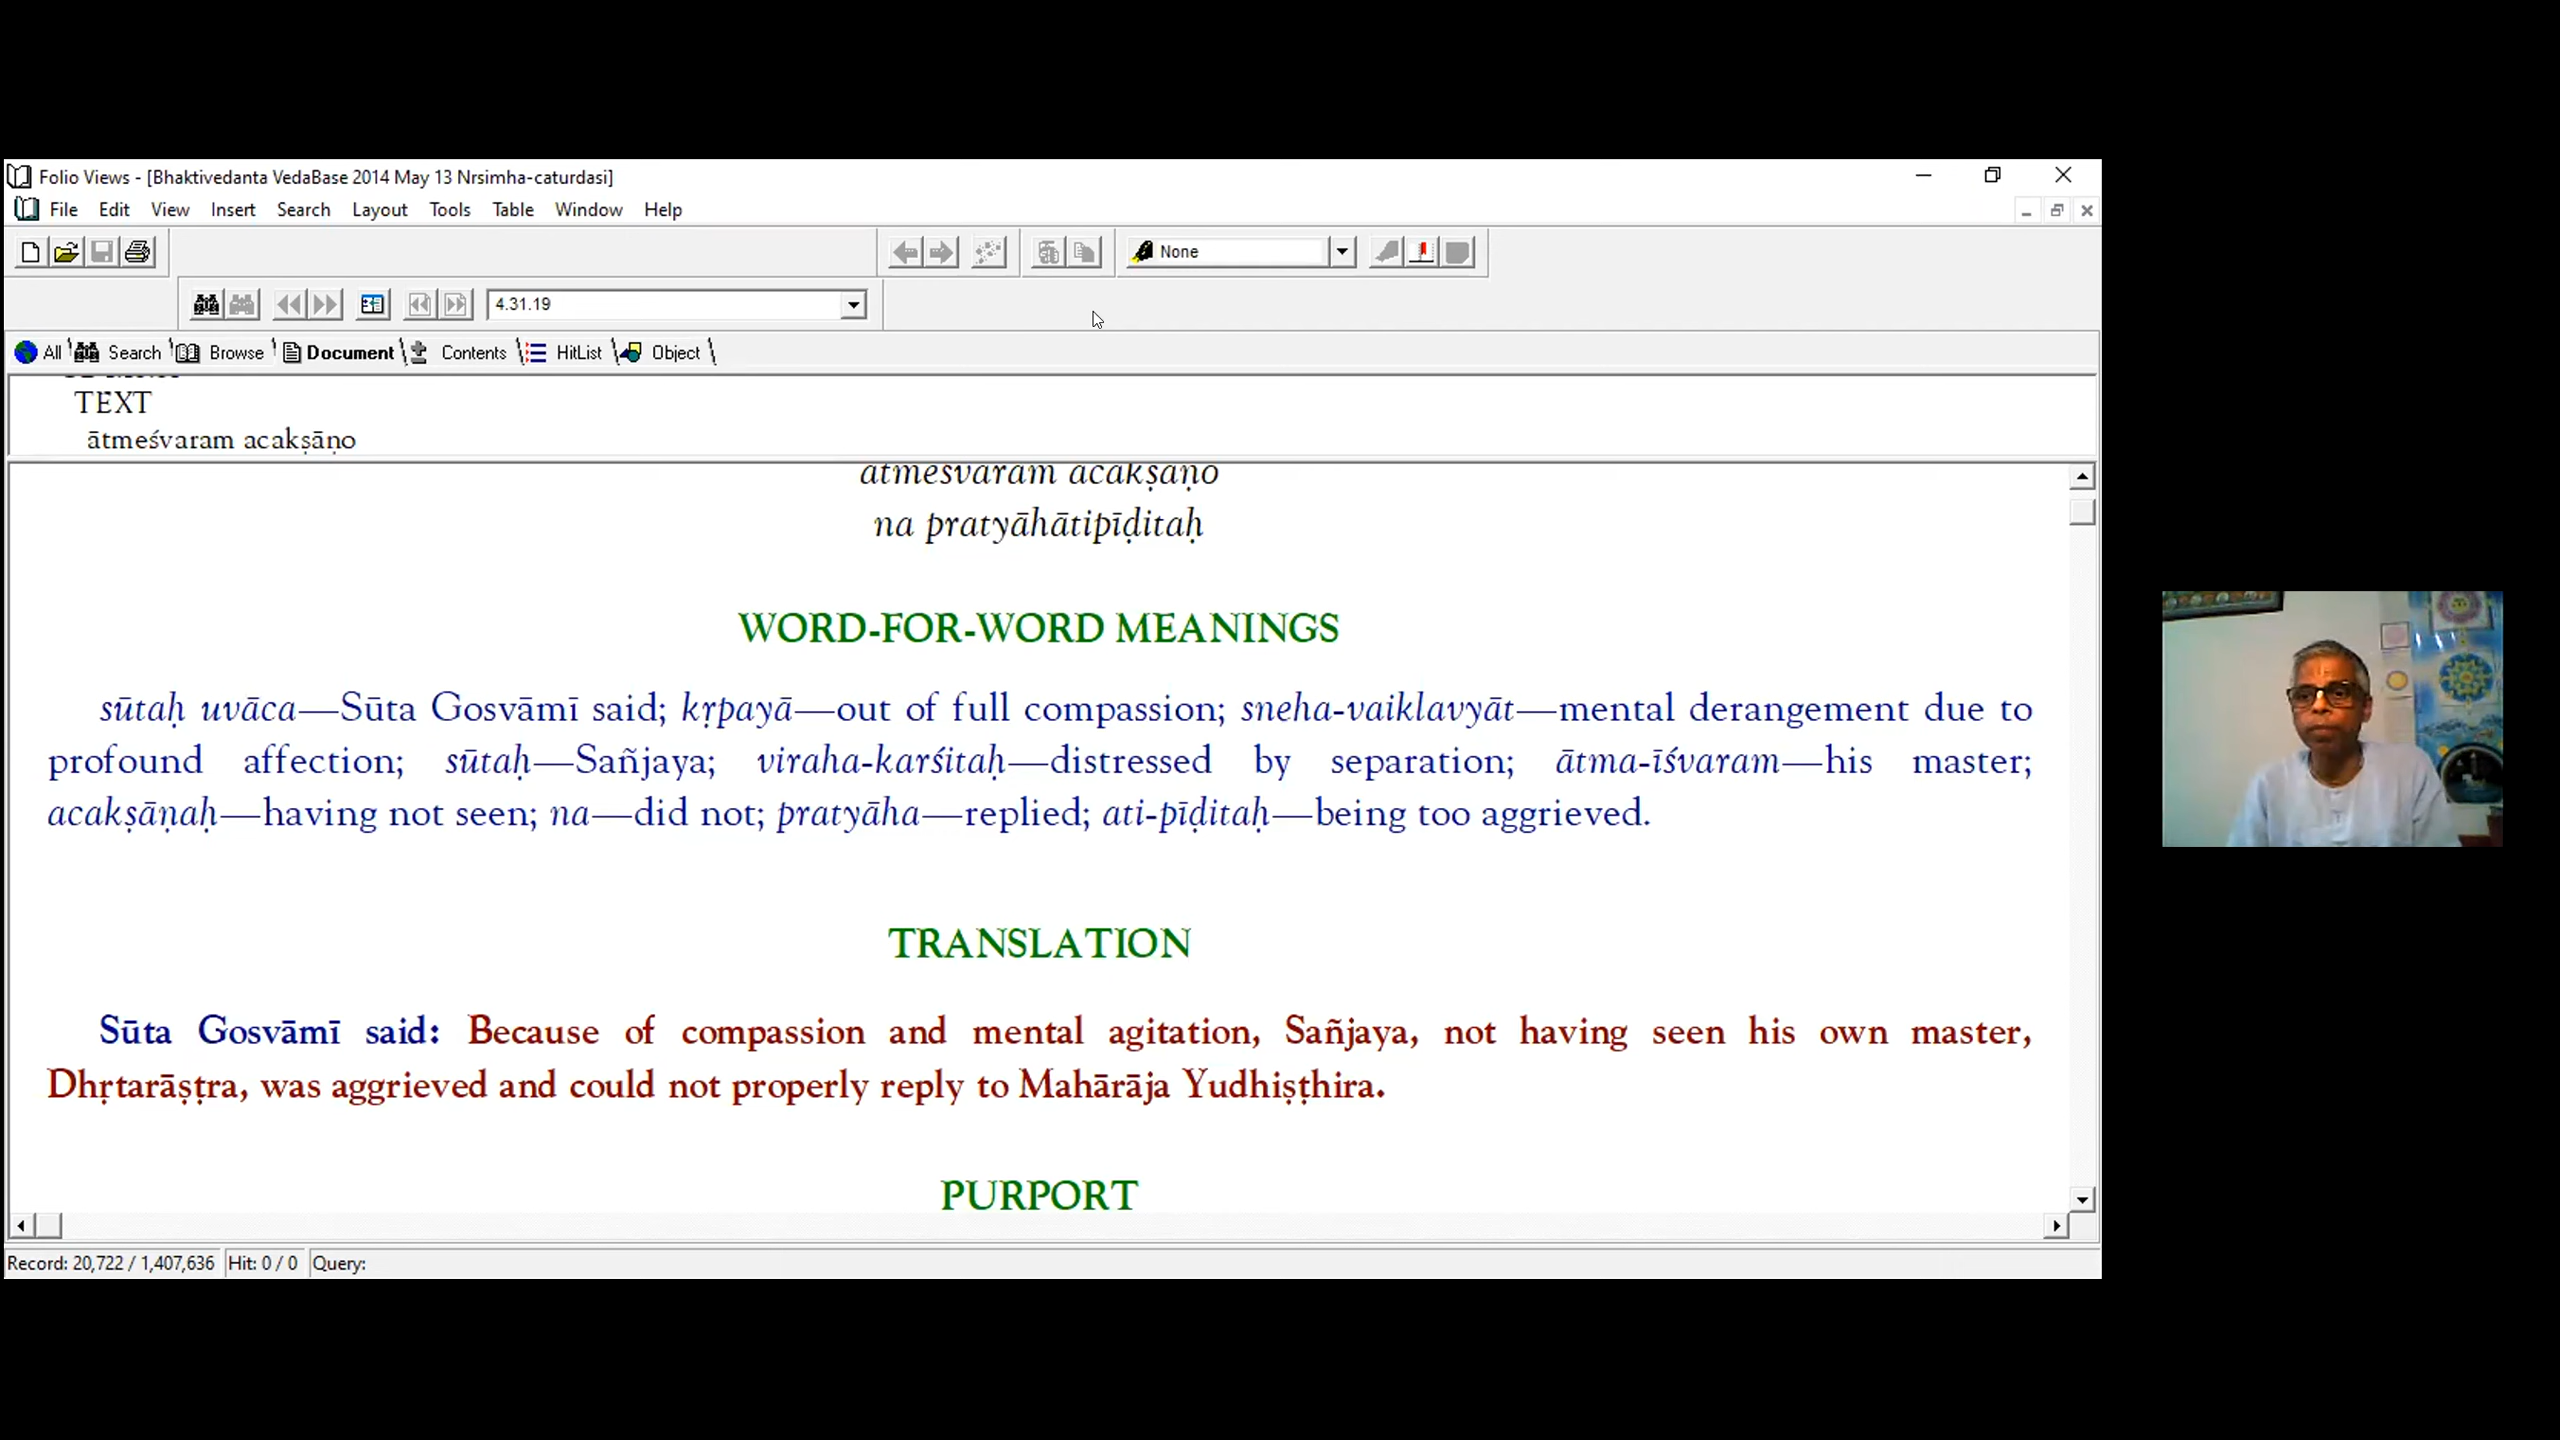 Folio Views - [Bhaktivedanta VedaBase 2014 May 13 Nrsimha-caturdasi]
File Edit View Insert Search Layout Tools Table Window Help
None
4.31.19
All Search Browse Document Contents HitList Object
TEXT
ātmeśvaram acakṣāṇo
ātmeśvaram acakṣāṇo
na pratyāhātipīḍitaḥ
WORD-FOR-WORD MEANINGS
sūtaḥ uvāca—Sūta Gosvāmī said; kṛpayā—out of full compassion; sneha-vaiklavyāt—mental derangement due to
profound affection; sūtaḥ—Sañjaya; viraha-karśitaḥ—distressed by separation; ātma-īśvaram—his master;
acakṣāṇaḥ—having not seen; na—did not; pratyāha—replied; ati-pīḍitaḥ—being too aggrieved.
TRANSLATION
Sūta Gosvāmī said: Because of compassion and mental agitation, Sañjaya, not having seen his own master,
Dhṛtarāṣṭra, was aggrieved and could not properly reply to Mahārāja Yudhiṣṭhira.
PURPORT
Record: 20,722 / 1,407,636 Hit: 0 / 0 Query: